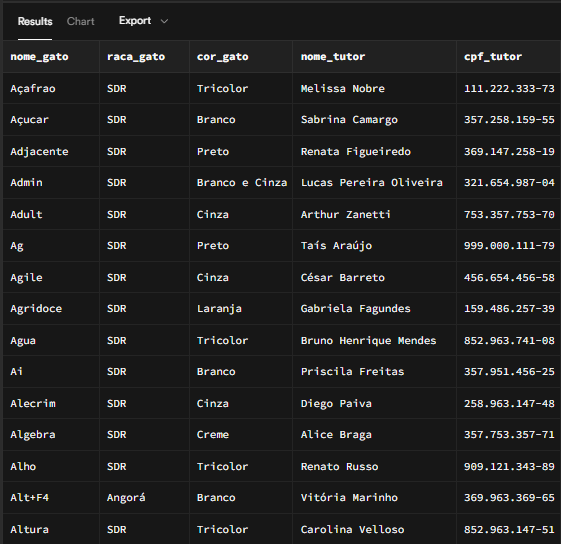 Results Chart Export
nome_gato raca_gato cor_gato nome_tutor cpf_tutor
Açafrao SDR Tricolor Melissa Nobre 111.222.333-73
Açucar SDR Branco Sabrina Camargo 357.258.159-55
Adjacente SDR Preto Renata Figueiredo 369.147.258-19
Admin SDR Branco e Cinza Lucas Pereira Oliveira 321.654.987-04
Adult SDR Cinza Arthur Zanetti 753.357.753-70
Ag SDR Preto Taís Araújo 999.000.111-79
Agile SDR Cinza César Barreto 456.654.456-58
Agridoce SDR Laranja Gabriela Fagundes 159.486.257-39
Agua SDR Tricolor Bruno Henrique Mendes 852.963.741-08
Ai SDR Branco Priscila Freitas 357.951.456-25
Alecrim SDR Cinza Diego Paiva 258.963.147-48
Algebra SDR Creme Alice Braga 357.753.357-71
Alho SDR Tricolor Renato Russo 909.121.343-89
Alt+F4 Angorá Branco Vitória Marinho 369.963.369-65
Altura SDR Tricolor Carolina Velloso 852.963.147-51